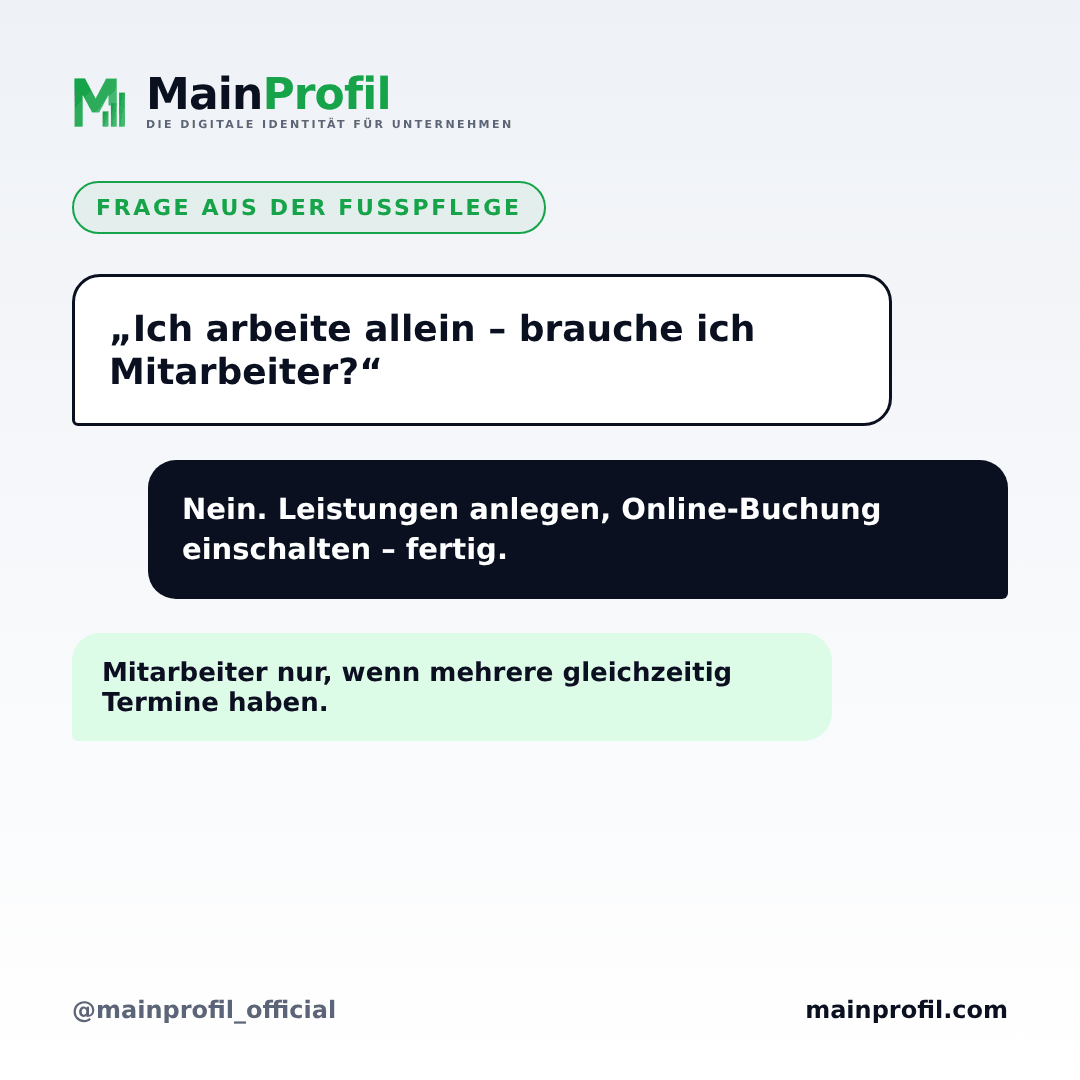 MainProfil
DIE DIGITALE IDENTITÄT FÜR UNTERNEHMEN
FRAGE AUS DER FUSSPFLEGE
„Ich arbeite allein – brauche ich
Mitarbeiter?“
Nein. Leistungen anlegen, Online-Buchung
einschalten – fertig.
Mitarbeiter nur, wenn mehrere gleichzeitig
Termine haben.
@mainprofil_official
mainprofil.com